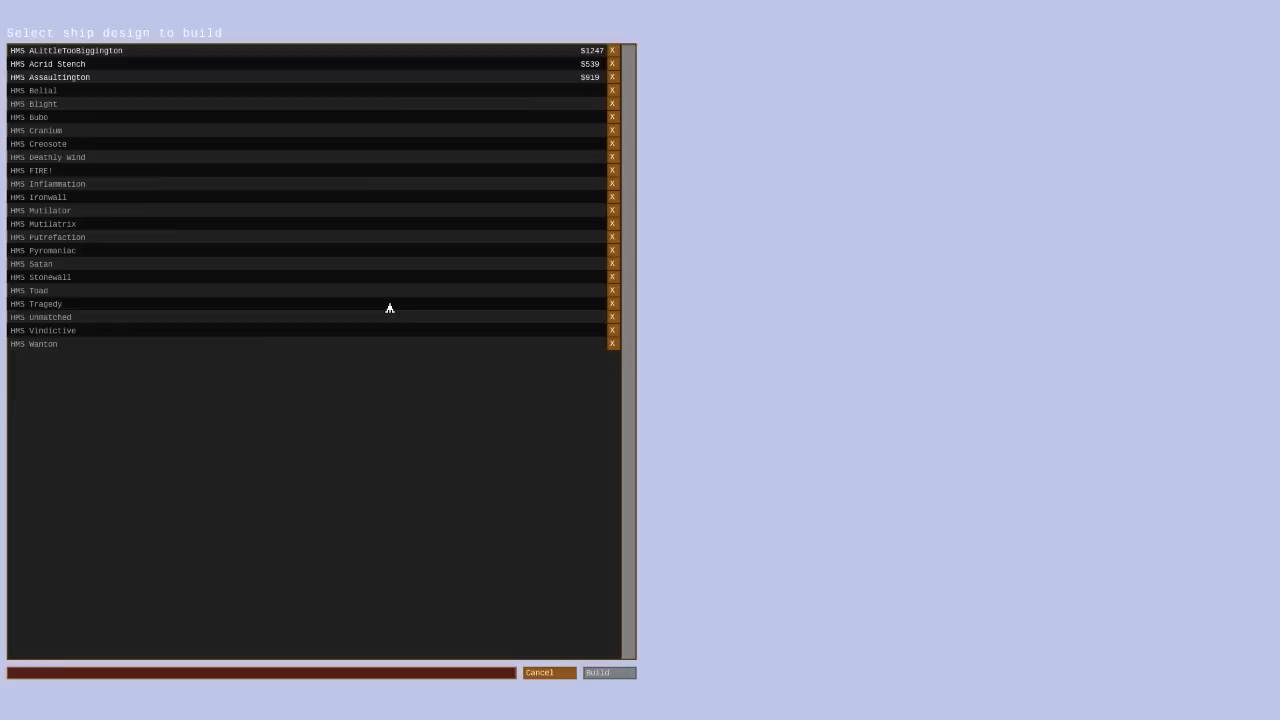 Select ship design to build
HMS ALittleTooBiggington $1247 X
HMS Acrid Stench $539 X
HMS Assaultington $919 X
HMS Belial X
HMS Blight X
HMS Bubo X
HMS Cranium X
HMS Creosote X
HMS Deathly Wind X
HMS FIRE! X
HMS Inflammation X
HMS Ironwall X
HMS Mutilator X
HMS Mutilatrix X
HMS Putrefaction X
HMS Pyromaniac X
HMS Satan X
HMS Stonewall X
HMS Toad X
HMS Tragedy X
HMS Unmatched X
HMS Vindictive X
HMS Wanton X
Cancel Build